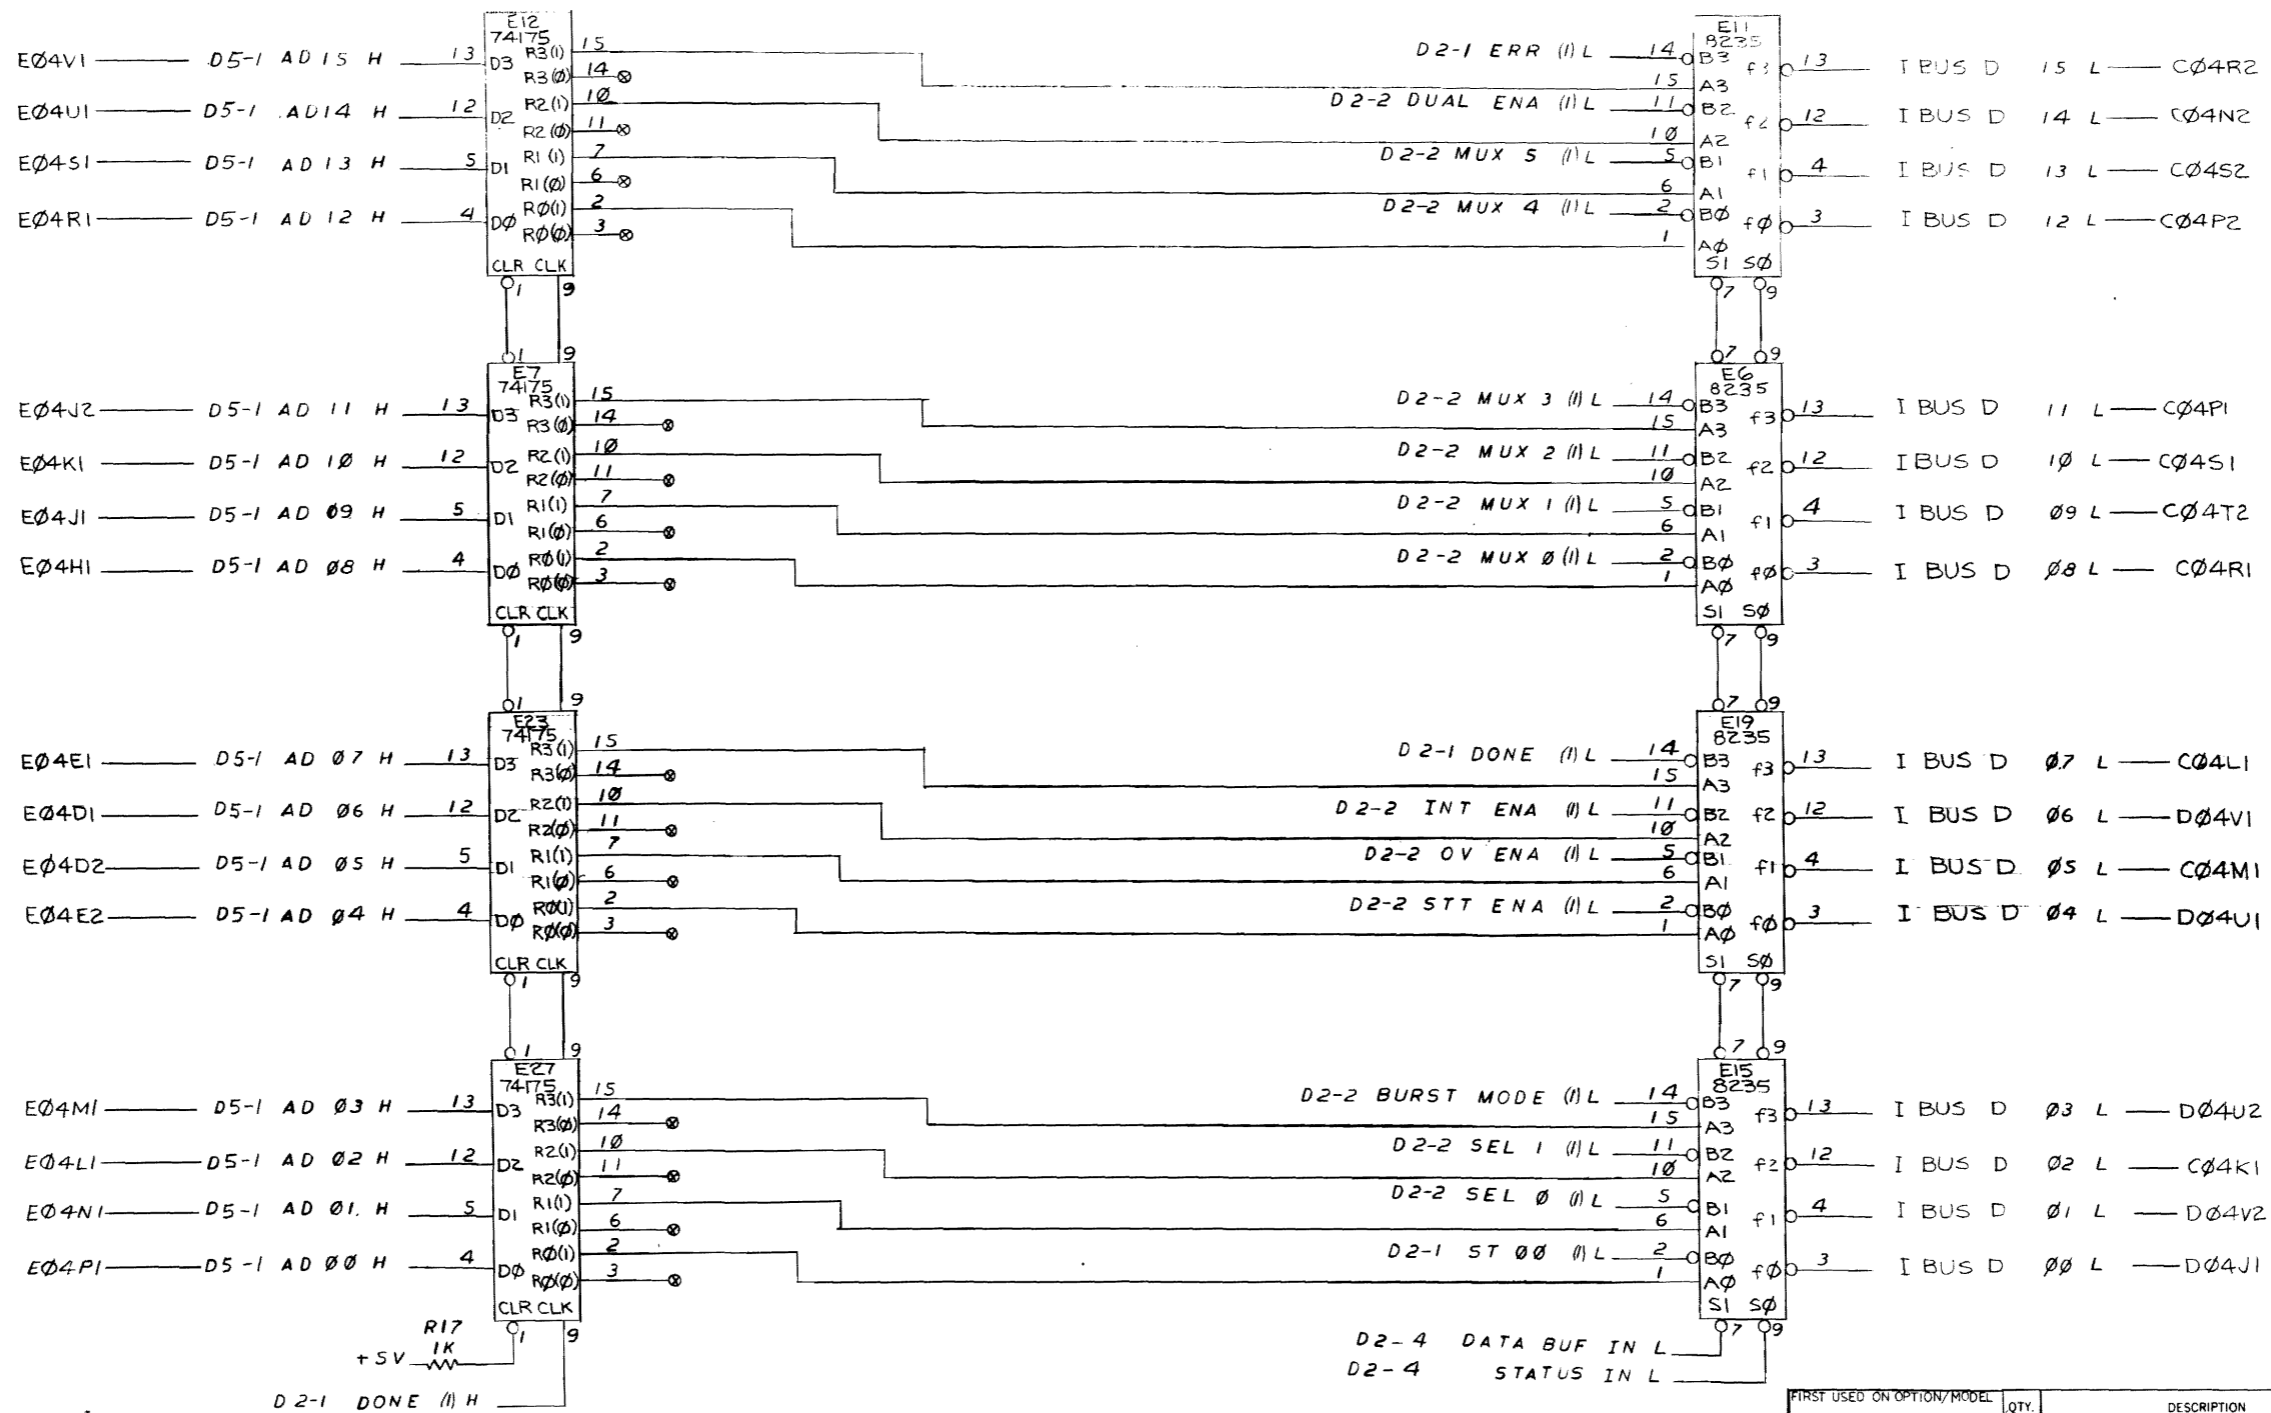 E12
74175
EØ4V1 D5-1 AD 15 H 13 D3 R3(1) 15
R3(Ø) 14
EØ4U1 D5-1 AD14 H 12 D2 R2(1) 1Ø
R2(Ø) 11
EØ4S1 D5-1 AD 13 H 5 D1 R1(1) 7
R1(Ø) 6
EØ4R1 D5-1 AD 12 H 4 DØ RØ(1) 2
RØ(Ø) 3
CLR CLK
1 9
E11
8235
D2-1 ERR (1) L 14 B3 f3 13 I BUS D 15 L CØ4R2
15 A3
D2-2 DUAL ENA (1) L 11 B2 f2 12 I BUS D 14 L CØ4N2
1Ø A2
D2-2 MUX 5 (1) L 5 B1 f1 4 I BUS D 13 L CØ4S2
6 A1
D2-2 MUX 4 (1) L 2 BØ fØ 3 I BUS D 12 L CØ4P2
1 AØ
S1 SØ
7 9
1 9
E7
74175
EØ4J2 D5-1 AD 11 H 13 D3 R3(1) 15
R3(Ø) 14
EØ4K1 D5-1 AD 1Ø H 12 D2 R2(1) 1Ø
R2(Ø) 11
EØ4J1 D5-1 AD Ø9 H 5 D1 R1(1) 7
R1(Ø) 6
EØ4H1 D5-1 AD Ø8 H 4 DØ RØ(1) 2
RØ(Ø) 3
CLR CLK
1 9
7 9
E6
8235
D2-2 MUX 3 (1) L 14 B3 f3 13 I BUS D 11 L CØ4P1
15 A3
D2-2 MUX 2 (1) L 11 B2 f2 12 I BUS D 1Ø L CØ4S1
1Ø A2
D2-2 MUX 1 (1) L 5 B1 f1 4 I BUS D Ø9 L CØ4T2
6 A1
D2-2 MUX Ø (1) L 2 BØ fØ 3 I BUS D Ø8 L CØ4R1
1 AØ
S1 SØ
7 9
1 9
E23
74175
EØ4E1 D5-1 AD Ø7 H 13 D3 R3(1) 15
R3(Ø) 14
EØ4D1 D5-1 AD Ø6 H 12 D2 R2(1) 1Ø
R2(Ø) 11
EØ4D2 D5-1 AD Ø5 H 5 D1 R1(1) 7
R1(Ø) 6
EØ4E2 D5-1 AD Ø4 H 4 DØ RØ(1) 2
RØ(Ø) 3
CLR CLK
1 9
7 9
E19
8235
D2-1 DONE (1) L 14 B3 f3 13 I BUS D Ø7 L CØ4L1
15 A3
D2-2 INT ENA (1) L 11 B2 f2 12 I BUS D Ø6 L DØ4V1
1Ø A2
D2-2 OV ENA (1) L 5 B1 f1 4 I BUS D Ø5 L CØ4M1
6 A1
D2-2 STT ENA (1) L 2 BØ fØ 3 I BUS D Ø4 L DØ4U1
1 AØ
S1 SØ
7 9
1 9
E27
74175
EØ4M1 D5-1 AD Ø3 H 13 D3 R3(1) 15
R3(Ø) 14
EØ4L1 D5-1 AD Ø2 H 12 D2 R2(1) 1Ø
R2(Ø) 11
EØ4N1 D5-1 AD Ø1 H 5 D1 R1(1) 7
R1(Ø) 6
EØ4P1 D5-1 AD ØØ H 4 DØ RØ(1) 2
RØ(Ø) 3
CLR CLK
1 9
R17
1K
+5V
D2-1 DONE (1) H
7 9
E15
8235
D2-2 BURST MODE (1) L 14 B3 f3 13 I BUS D Ø3 L DØ4U2
15 A3
D2-2 SEL 1 (1) L 11 B2 f2 12 I BUS D Ø2 L CØ4K1
1Ø A2
D2-2 SEL Ø (1) L 5 B1 f1 4 I BUS D Ø1 L DØ4V2
6 A1
D2-1 ST ØØ (1) L 2 BØ fØ 3 I BUS D ØØ L DØ4J1
1 AØ
S1 SØ
7 9
D2-4 DATA BUF IN L
D2-4 STATUS IN L
FIRST USED ON OPTION/MODEL QTY. DESCRIPTION